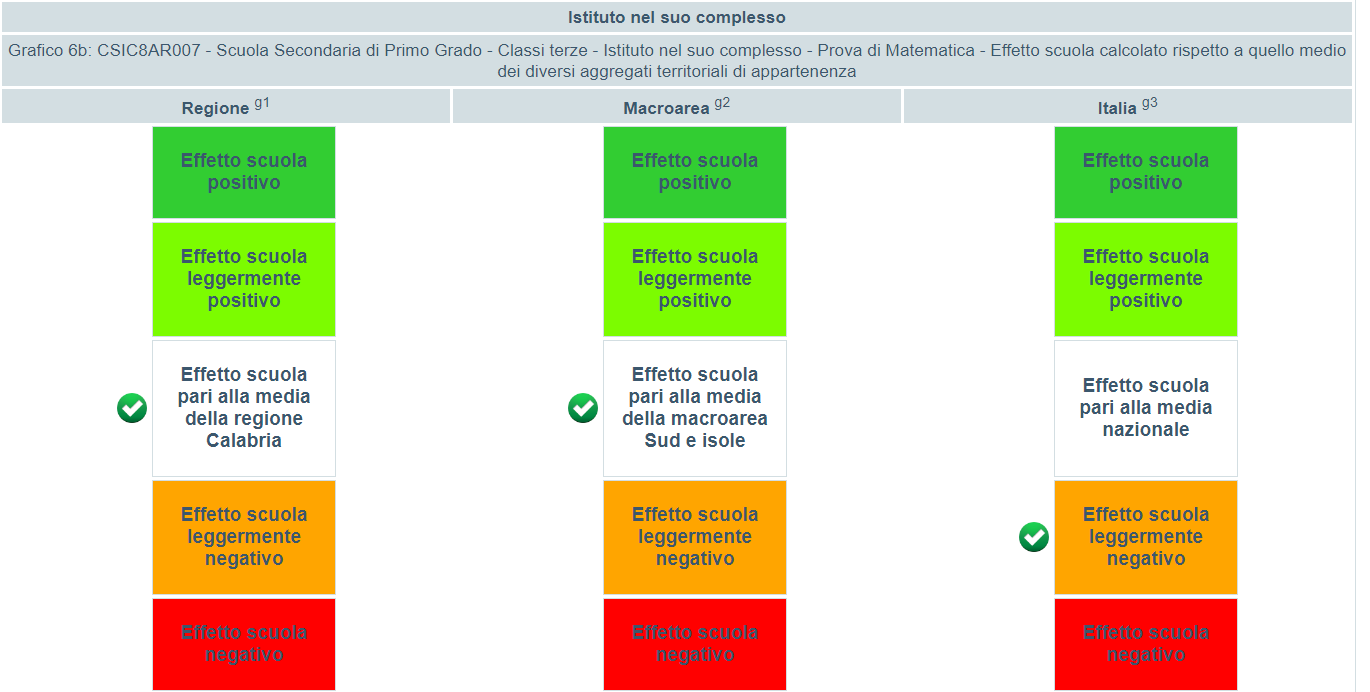 Istituto nel suo complesso
Grafico 6b: CSIC8AR007 - Scuola Secondaria di Primo Grado - Classi terze - Istituto nel suo complesso - Prova di Matematica - Effetto scuola calcolato rispetto a quello medio
dei diversi aggregati territoriali di appartenenza
Regione g1
Macroarea g2
Italia g3
Effetto scuola
positivo
Effetto scuola
positivo
Effetto scuola
positivo
Effetto scuola
leggermente
positivo
Effetto scuola
leggermente
positivo
Effetto scuola
leggermente
positivo
Effetto scuola
pari alla media
della regione
Calabria
Effetto scuola
pari alla media
della macroarea
Sud e isole
Effetto scuola
pari alla media
nazionale
Effetto scuola
leggermente
negativo
Effetto scuola
leggermente
negativo
Effetto scuola
leggermente
negativo
Effetto scuola
negativo
Effetto scuola
negativo
Effetto scuola
negativo